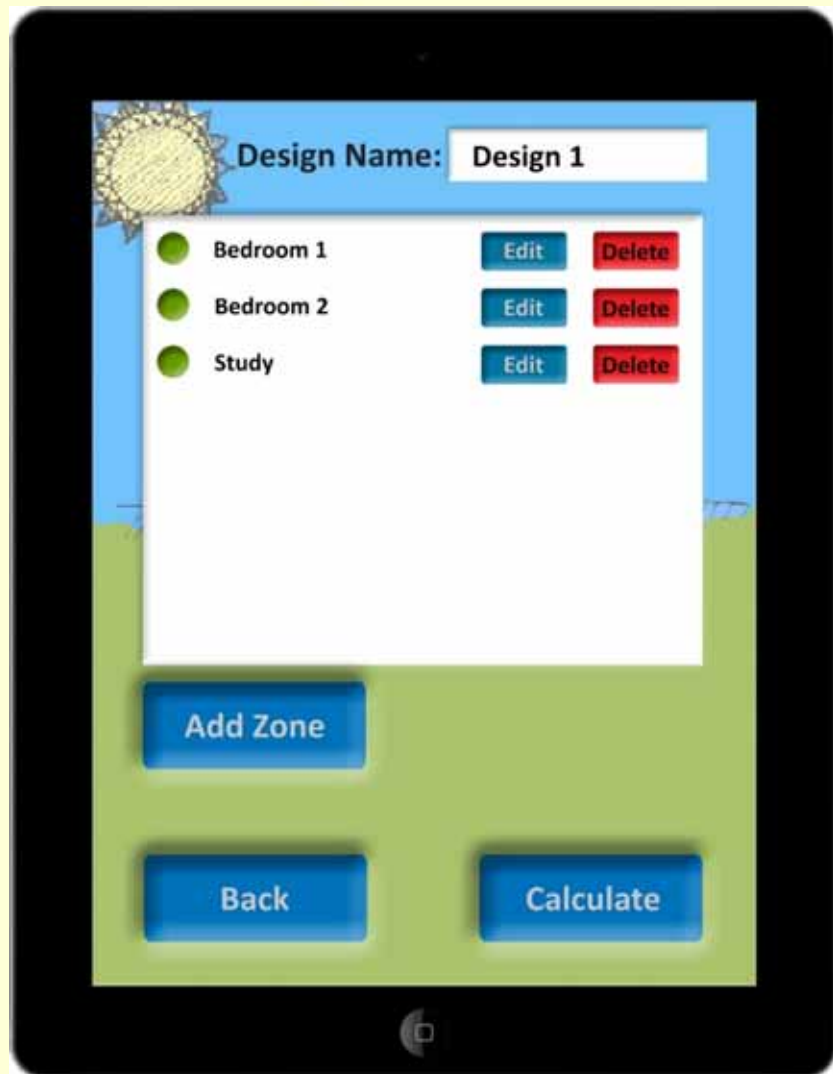 Design Name: Design 1
Bedroom 1 Edit Delete
Bedroom 2 Edit Delete
Study Edit Delete
Add Zone
Back Calculate